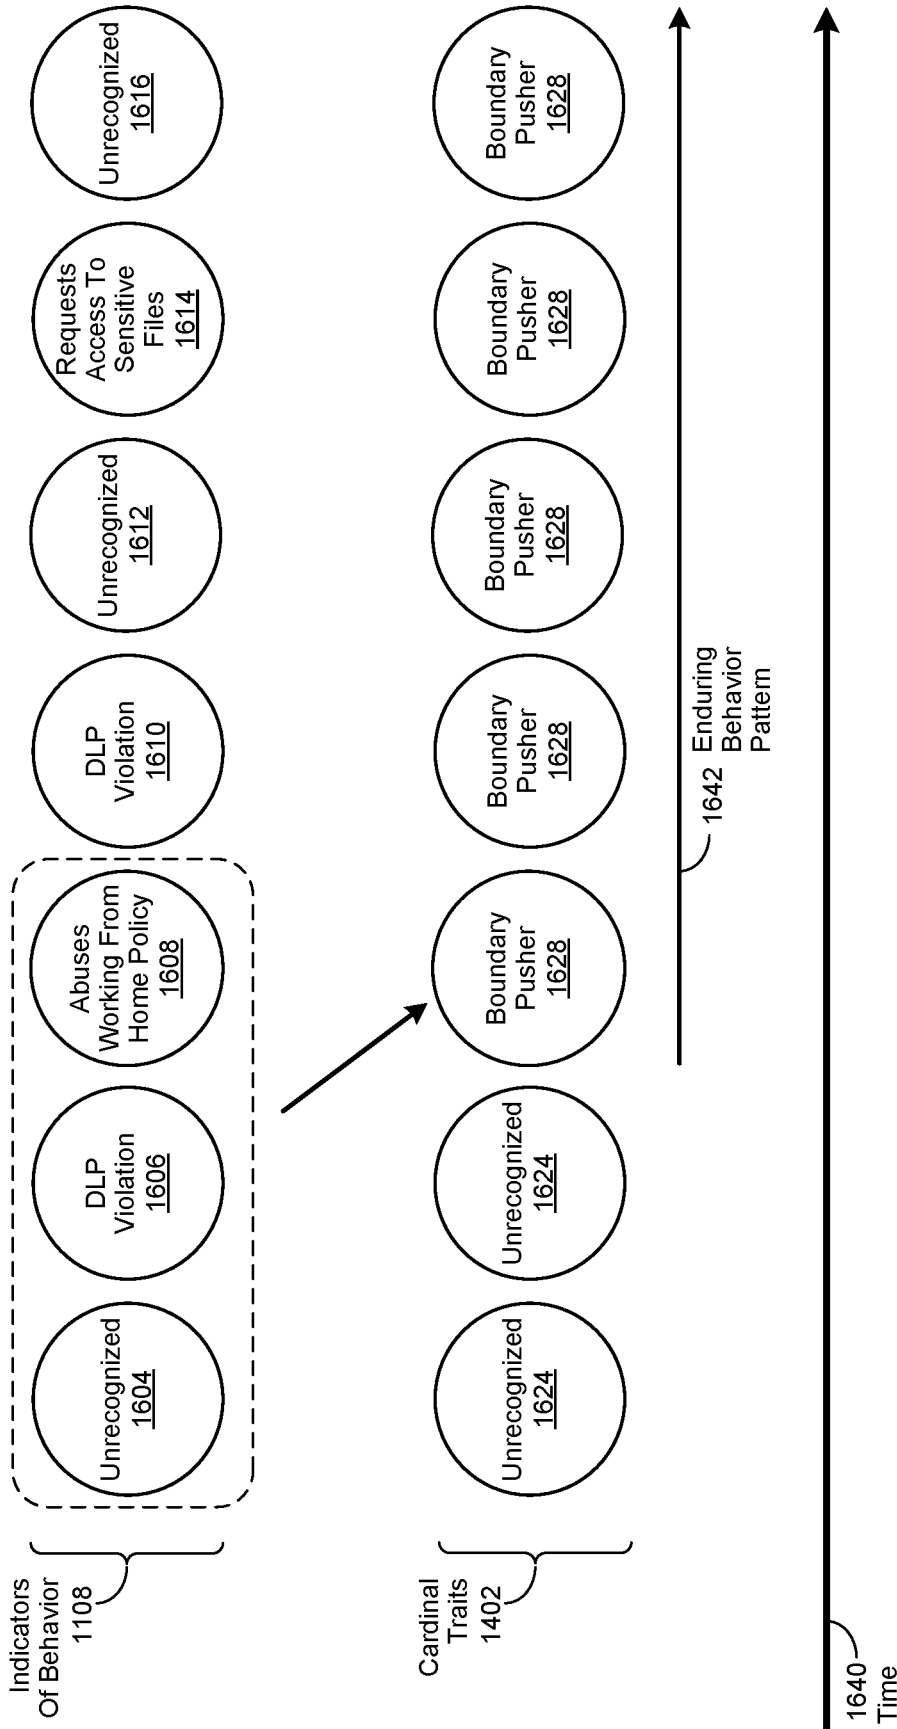 Indicators
Of Behavior
1108
Unrecognized
1604
DLP
Violation
1606
Abuses
Working From
Home Policy
1608
DLP
Violation
1610
Unrecognized
1612
Requests
Access To
Sensitive
Files
1614
Unrecognized
1616
Cardinal
Traits
1402
Unrecognized
1624
Unrecognized
1624
Boundary
Pusher
1628
Boundary
Pusher
1628
Boundary
Pusher
1628
Boundary
Pusher
1628
Boundary
Pusher
1628
1642
Enduring
Behavior
Pattern
1640
Time